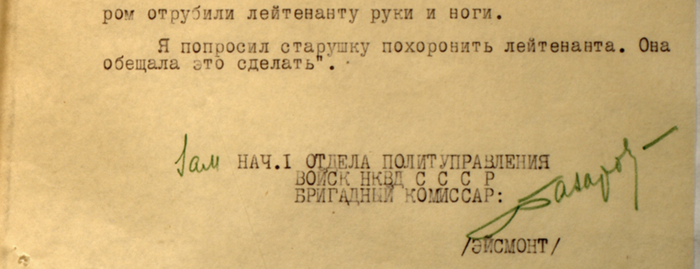 ром отрубили лейтенанту руки и ноги.
Я попросил старушку похоронить лейтенанта. Она
обещала это сделать".
Зам НАЧ.I ОТДЕЛА ПОЛИТУПРАВЛЕНИЯ
ВОЙСК НКВД С С С Р
БРИГАДНЫЙ КОМИССАР:
/ЭЙСМОНТ/